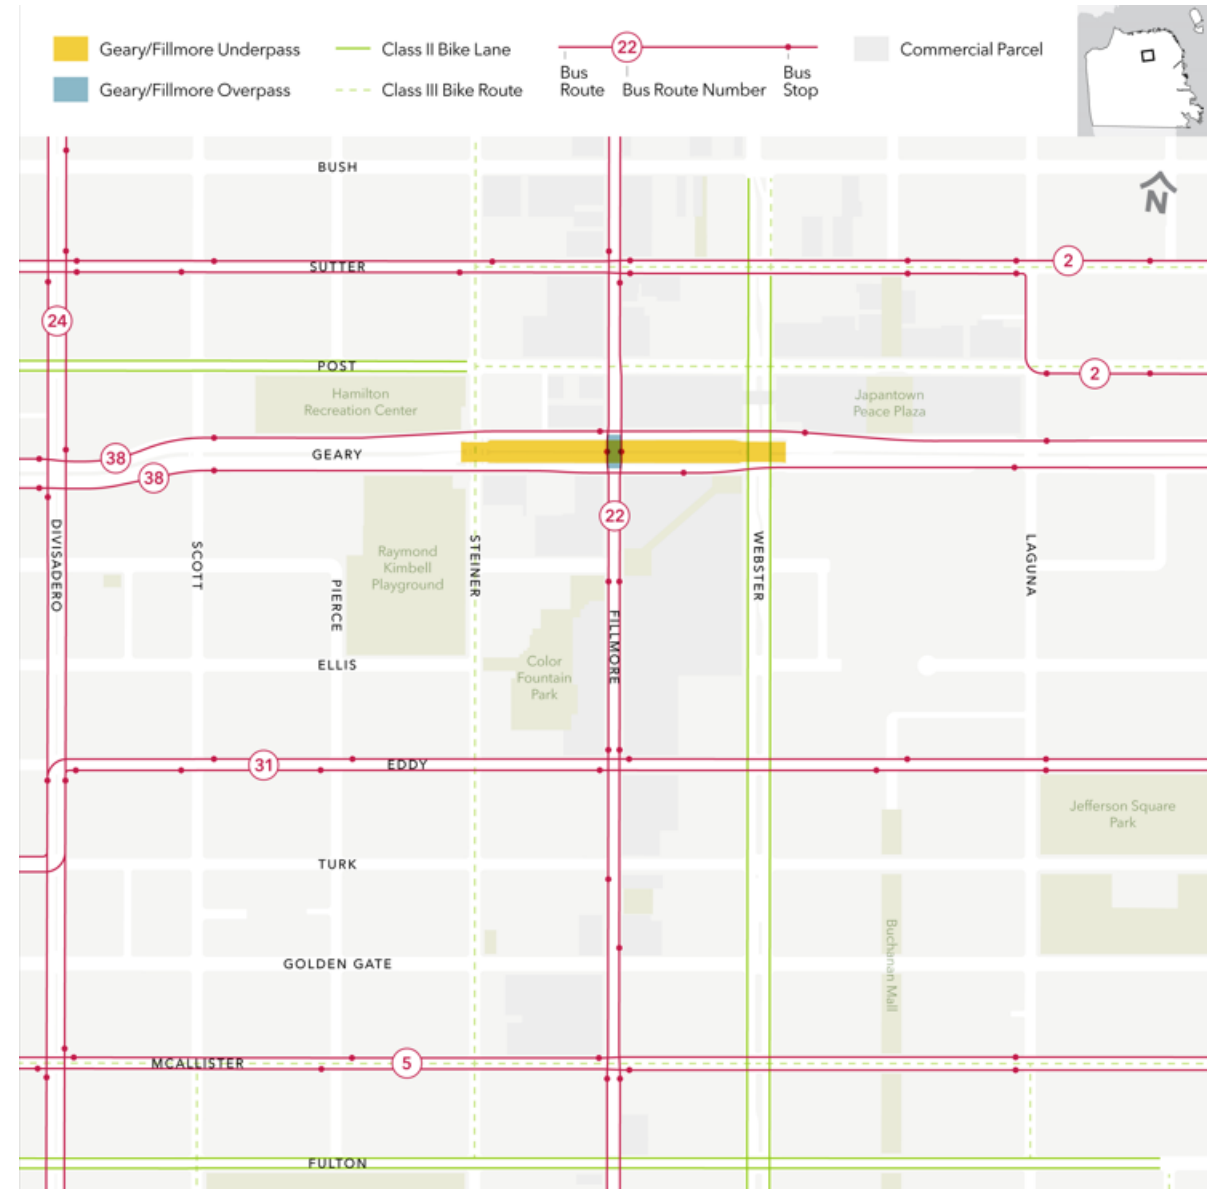 Geary/Fillmore Underpass
Class II Bike Lane
22
Commercial Parcel
Geary/Fillmore Overpass
Class III Bike Route
Bus
Route
Bus Route Number
Bus
Stop
N
BUSH
SUTTER
2
24
POST
2
Hamilton
Recreation Center
Japantown
Peace Plaza
38
GEARY
38
22
DIVISADERO
SCOTT
PIERCE
Raymond
Kimbell
Playground
STEINER
FILLMORE
WEBSTER
LAGUNA
ELLIS
Color
Fountain
Park
31
EDDY
Jefferson Square
Park
TURK
Buchanan Mall
GOLDEN GATE
MCALLISTER
5
FULTON